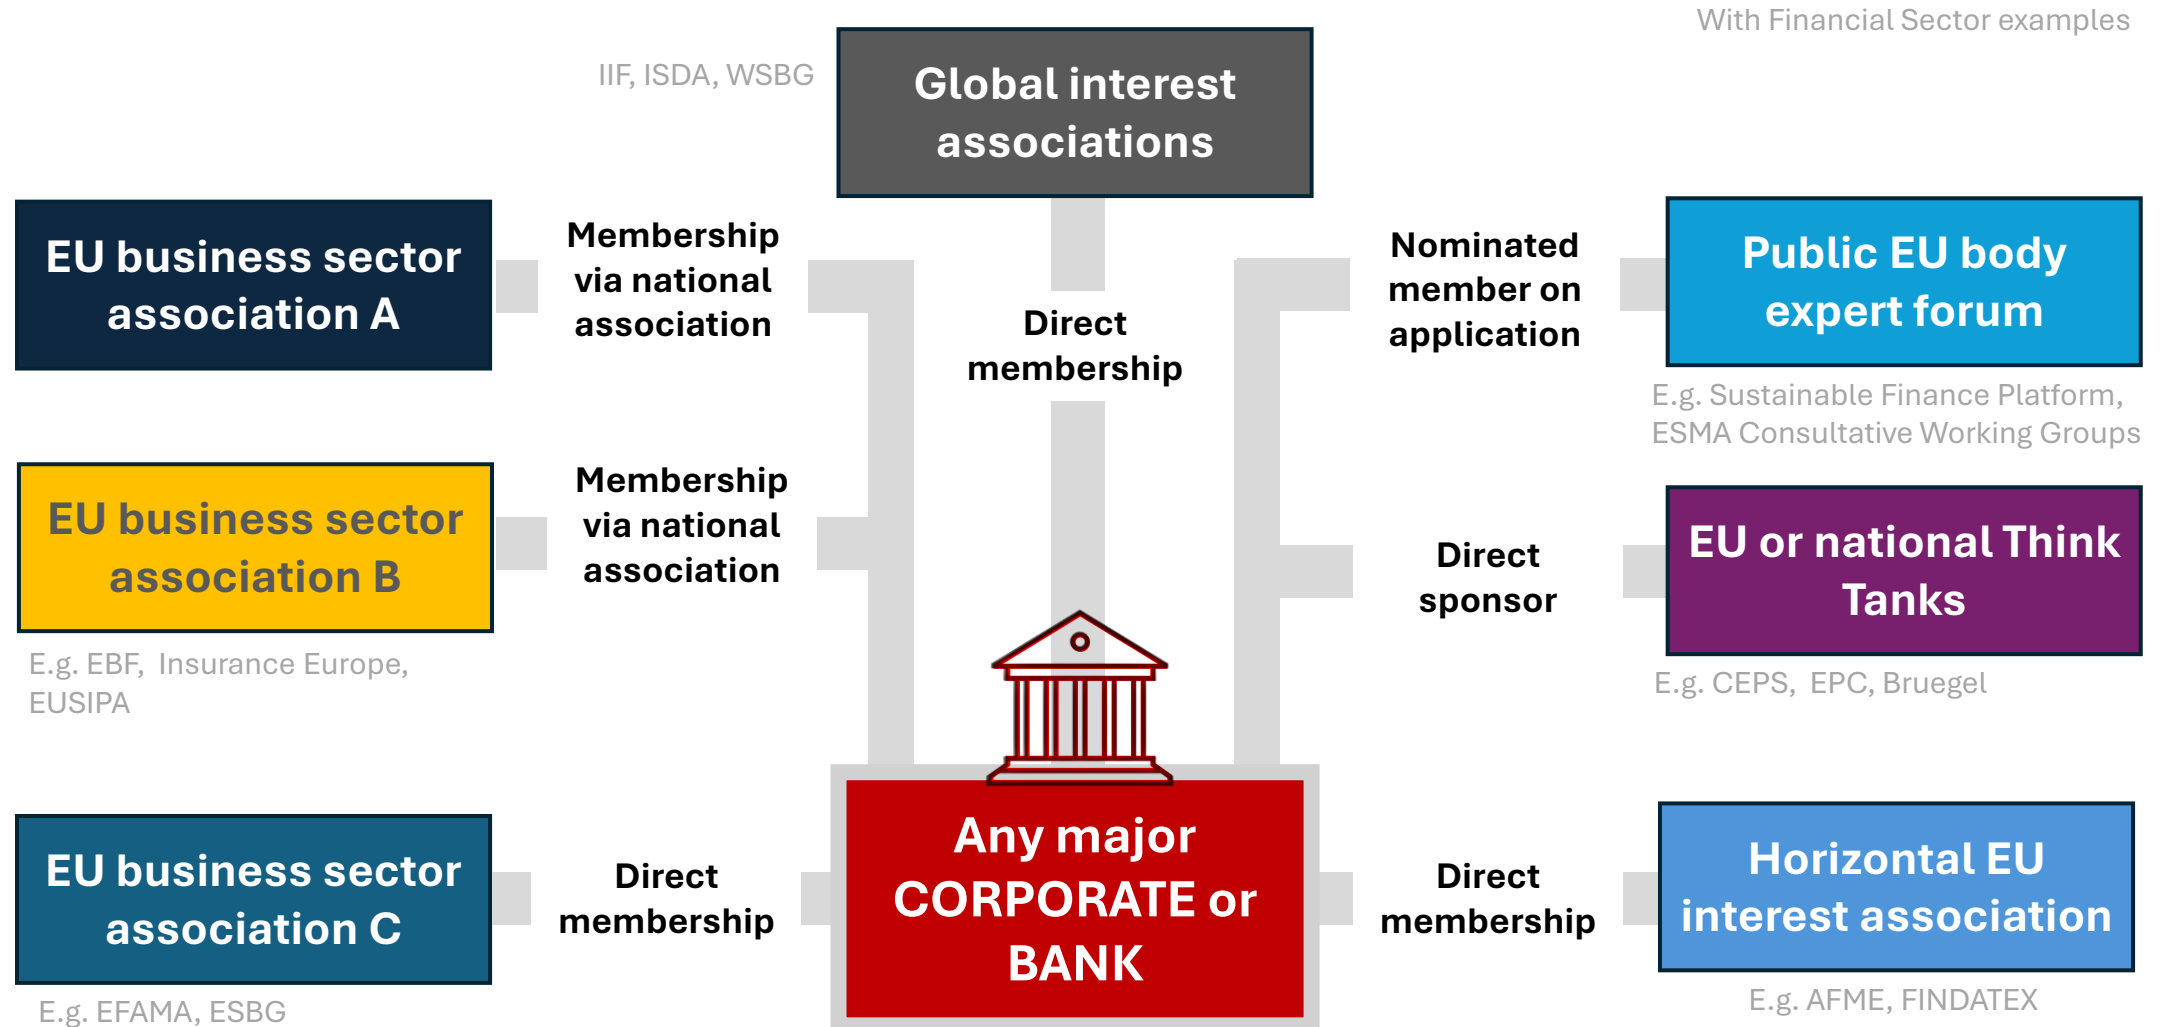 With Financial Sector examples
IIF, ISDA, WSBG
Global interest
associations
EU business sector
association A
Membership
via national
association
Direct
membership
Nominated
member on
application
Public EU body
expert forum
E.g. Sustainable Finance Platform,
ESMA Consultative Working Groups
EU business sector
association B
Membership
via national
association
E.g. EBF, Insurance Europe,
EUSIPA
Direct
sponsor
EU or national Think
Tanks
E.g. CEPS, EPC, Bruegel
EU business sector
association C
Direct
membership
E.g. EFAMA, ESBG
Any major
CORPORATE or
BANK
Direct
membership
Horizontal EU
interest association
E.g. AFME, FINDATEX